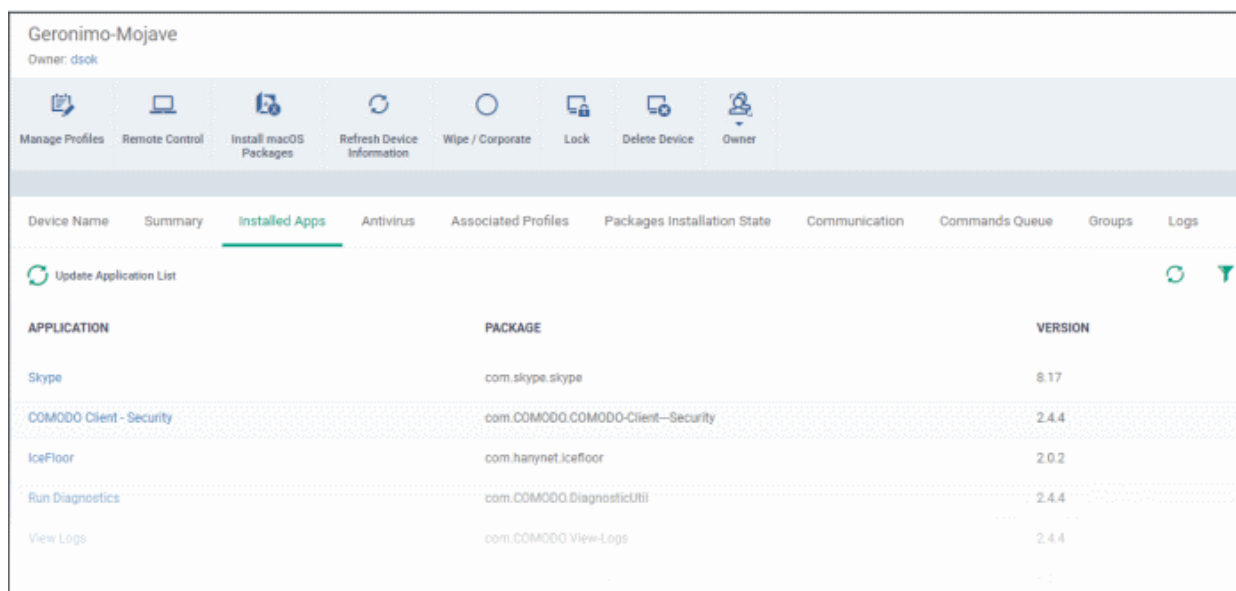 Geronimo-Mojave
Owner: dsok
Manage Profiles Remote Control Install macOS Packages Refresh Device Information Wipe / Corporate Lock Delete Device Owner
Device Name Summary Installed Apps Antivirus Associated Profiles Packages Installation State Communication Commands Queue Groups Logs
Update Application List
APPLICATION PACKAGE VERSION
Skype com.skype.skype 8.17
COMODO Client - Security com.COMODO.COMODO-Client---Security 2.4.4
IceFloor com.hanynet.icefloor 2.0.2
Run Diagnostics com.COMODO.DiagnosticUtil 2.4.4
View Logs com.COMODO.View-Logs 2.4.4